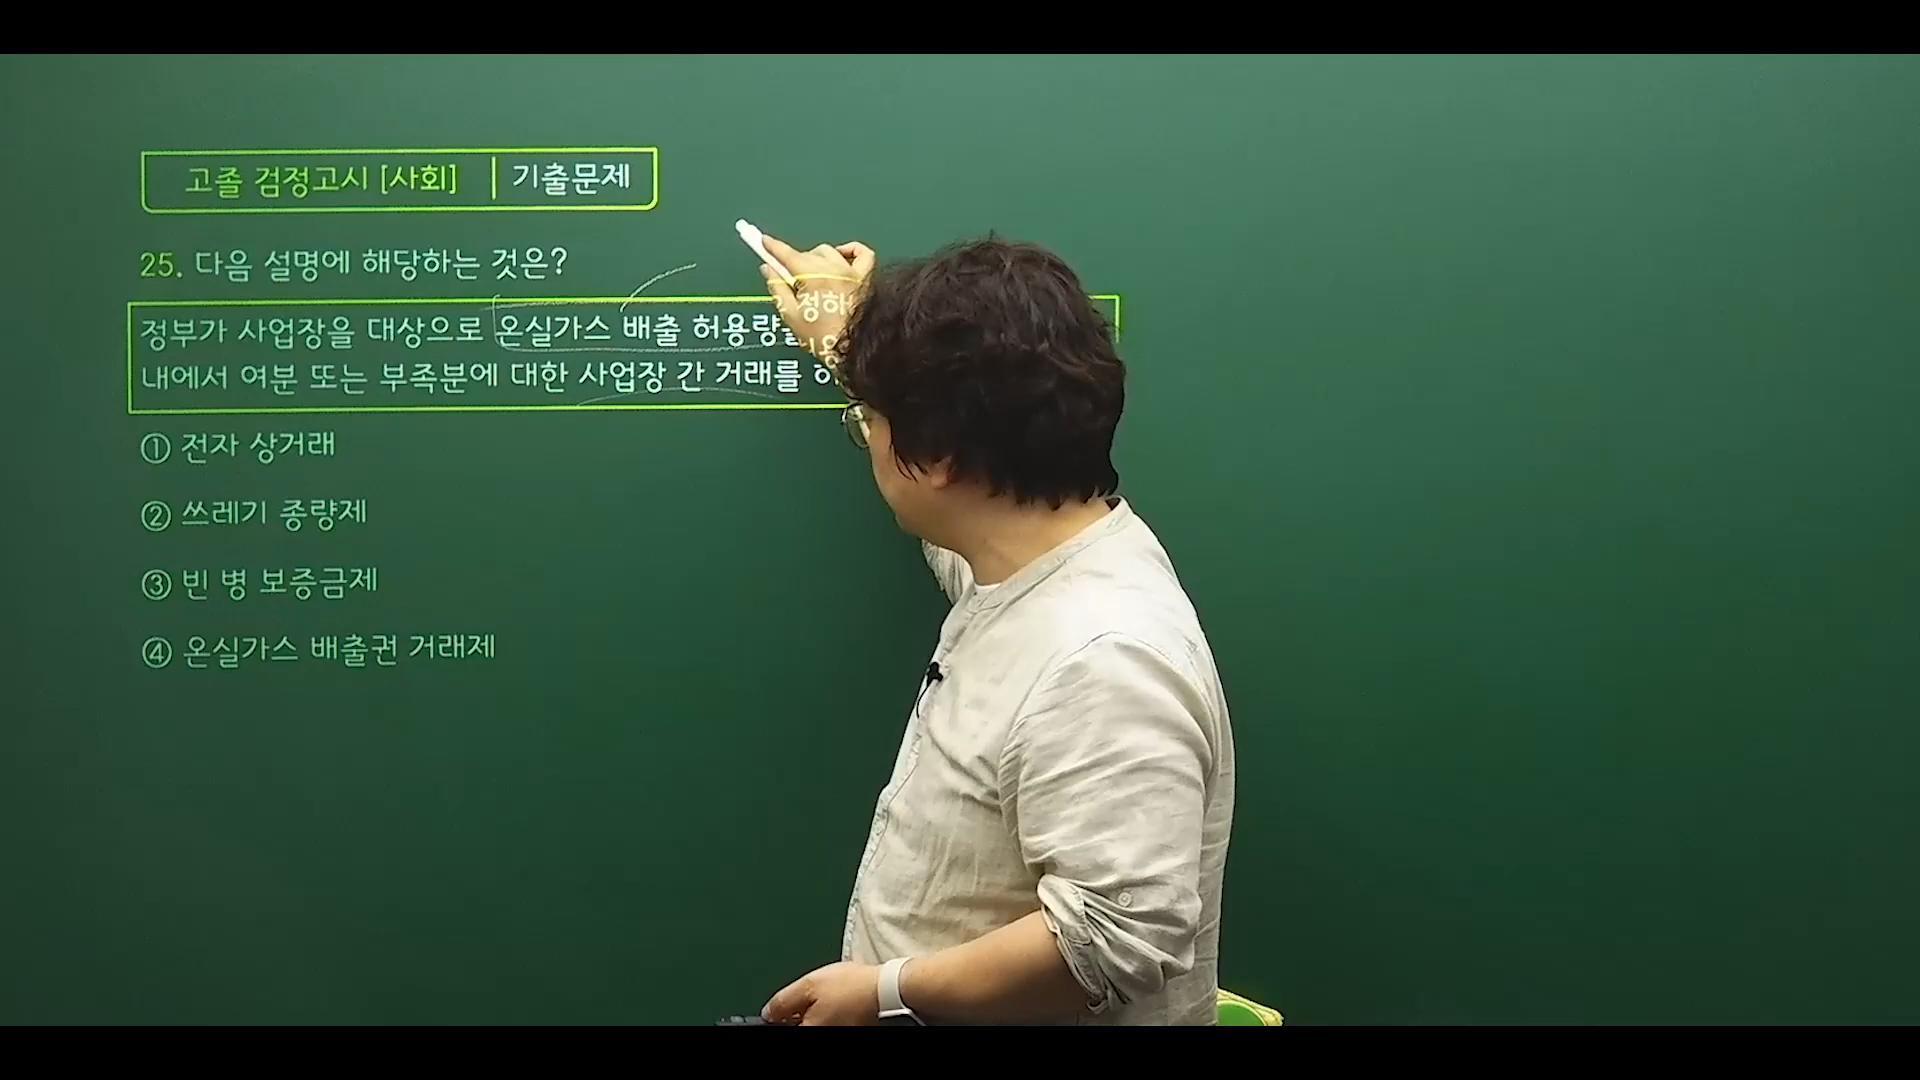 고졸 검정고시 [사회] 기출문제
25. 다음 설명에 해당하는 것은?
정부가 사업장을 대상으로 온실가스 배출 허용량을 정해
내에서 여분 또는 부족분에 대한 사업장 간 거래를 허용
① 전자 상거래
② 쓰레기 종량제
③ 빈 병 보증금제
④ 온실가스 배출권 거래제